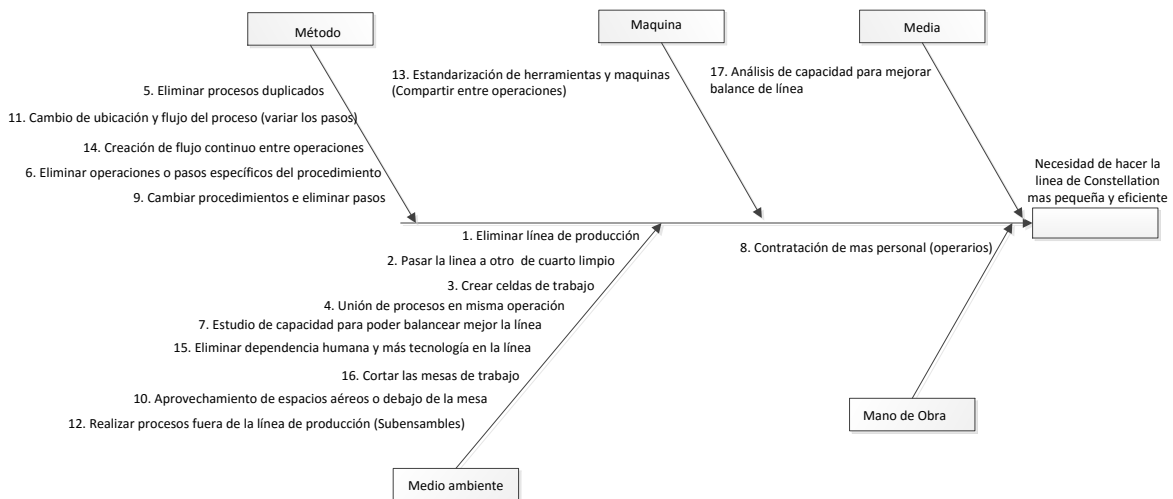 Método
Maquina
Media
5. Eliminar procesos duplicados
11. Cambio de ubicación y flujo del proceso (variar los pasos)
14. Creación de flujo continuo entre operaciones
6. Eliminar operaciones o pasos específicos del procedimiento
9. Cambiar procedimientos e eliminar pasos
13. Estandarización de herramientas y maquinas
(Compartir entre operaciones)
17. Análisis de capacidad para mejorar
balance de línea
Necesidad de hacer la
linea de Constellation
mas pequeña y eficiente
1. Eliminar línea de producción
2. Pasar la linea a otro de cuarto limpio
3. Crear celdas de trabajo
4. Unión de procesos en misma operación
7. Estudio de capacidad para poder balancear mejor la línea
15. Eliminar dependencia humana y más tecnología en la línea
16. Cortar las mesas de trabajo
10. Aprovechamiento de espacios aéreos o debajo de la mesa
12. Realizar procesos fuera de la línea de producción (Subensambles)
8. Contratación de mas personal (operarios)
Mano de Obra
Medio ambiente